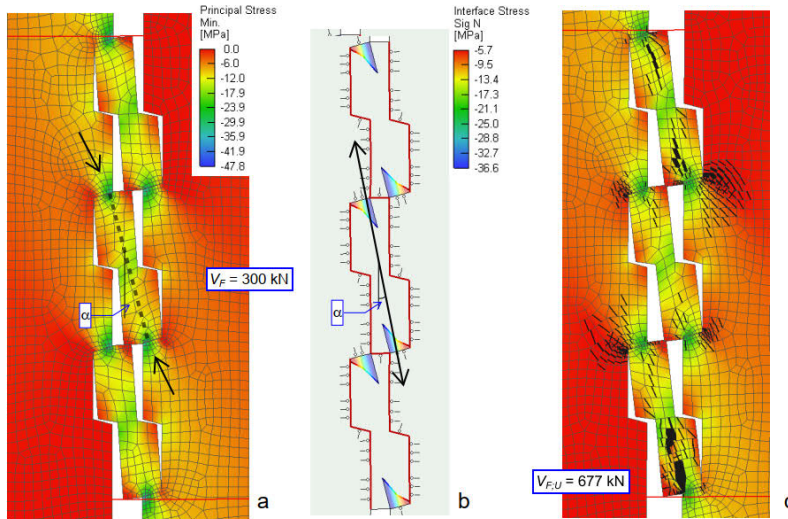 Principal Stress
Min.
[MPa]
0.0
-6.0
-12.0
-17.9
-23.9
-29.9
-35.9
-41.8
-47.8
V_F = 300 kN
α
a
Interface Stress
Sig N
[MPa]
-5.7
-9.5
-13.4
-17.3
-21.1
-25.0
-28.8
-32.7
-36.6
α
b
V_{F;U} = 677 kN